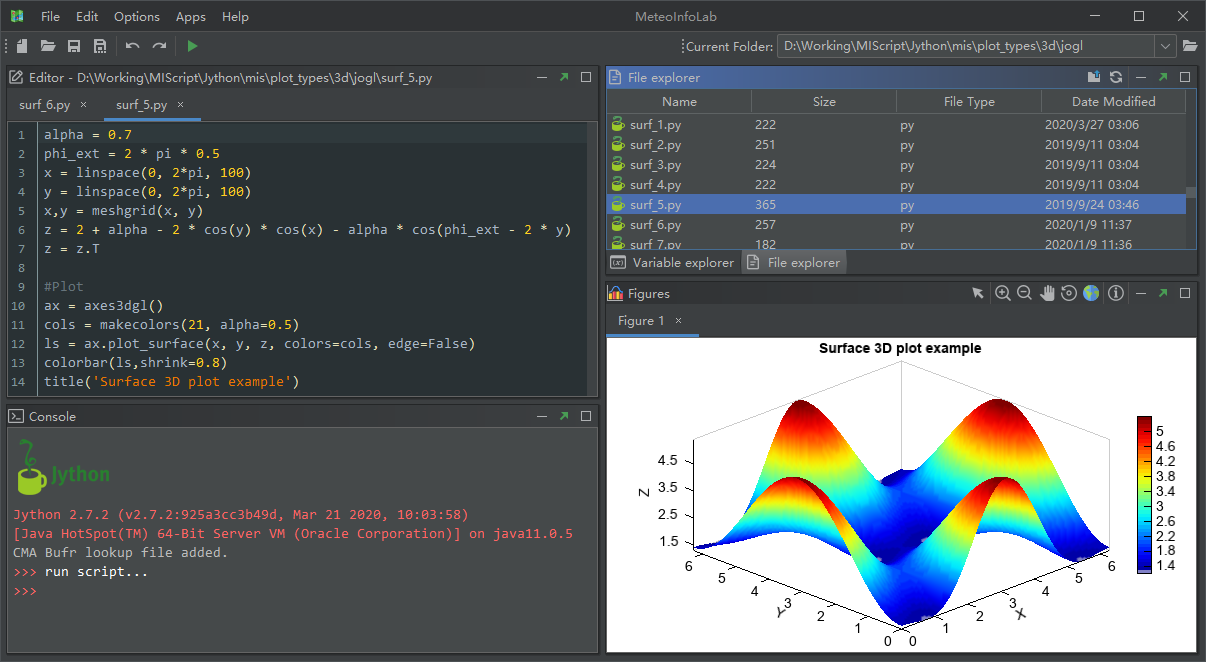 File Edit Options Apps Help
MeteoInfoLab
Current Folder: D:\Working\MIScript\Jython\mis\plot_types\3d\jogl
Editor - D:\Working\MIScript\Jython\mis\plot_types\3d\jogl\surf_5.py
surf_6.py × surf_5.py ×
1 alpha = 0.7
2 phi_ext = 2 * pi * 0.5
3 x = linspace(0, 2*pi, 100)
4 y = linspace(0, 2*pi, 100)
5 x,y = meshgrid(x, y)
6 z = 2 + alpha - 2 * cos(y) * cos(x) - alpha * cos(phi_ext - 2 * y)
7 z = z.T
8
9 #Plot
10 ax = axes3dgl()
11 cols = makecolors(21, alpha=0.5)
12 ls = ax.plot_surface(x, y, z, colors=cols, edge=False)
13 colorbar(ls,shrink=0.8)
14 title('Surface 3D plot example')
Console
Jython
Jython 2.7.2 (v2.7.2:925a3cc3b49d, Mar 21 2020, 10:03:58)
[Java HotSpot(TM) 64-Bit Server VM (Oracle Corporation)] on java11.0.5
CMA Bufr lookup file added.
>>> run script...
>>>
File explorer
Name Size File Type Date Modified
surf_1.py 222 py 2020/3/27 03:06
surf_2.py 251 py 2019/9/11 03:04
surf_3.py 224 py 2019/9/11 03:04
surf_4.py 222 py 2019/9/11 03:04
surf_5.py 365 py 2019/9/24 03:46
surf_6.py 257 py 2020/1/9 11:37
surf_7.py 182 py 2020/1/9 11:36
(x) Variable explorer File explorer
Figures
Figure 1 ×
Surface 3D plot example
4.5
3.5
2.5
1.5
Z
6
5
4
3
2
1
0
Y
0
1
2
3
4
5
6
X
5
4.6
4.2
3.8
3.4
3
2.6
2.2
1.8
1.4